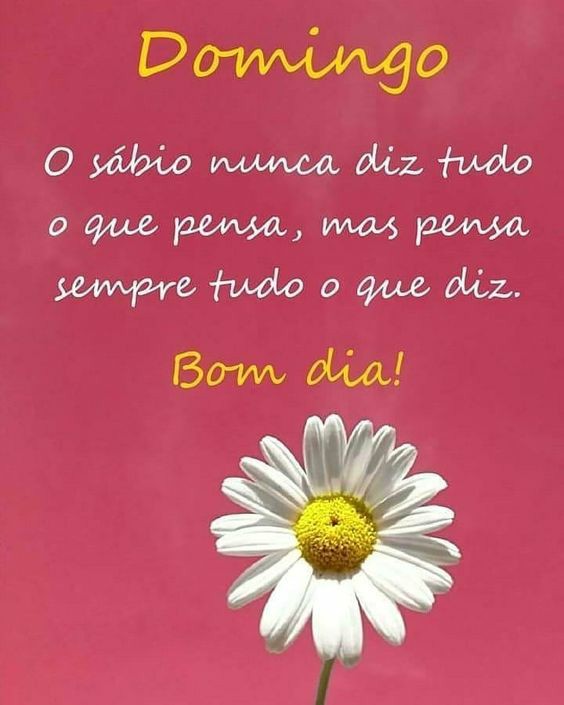 Domingo
O sábio nunca diz tudo
o que pensa, mas pensa
sempre tudo o que diz.
Bom dia!